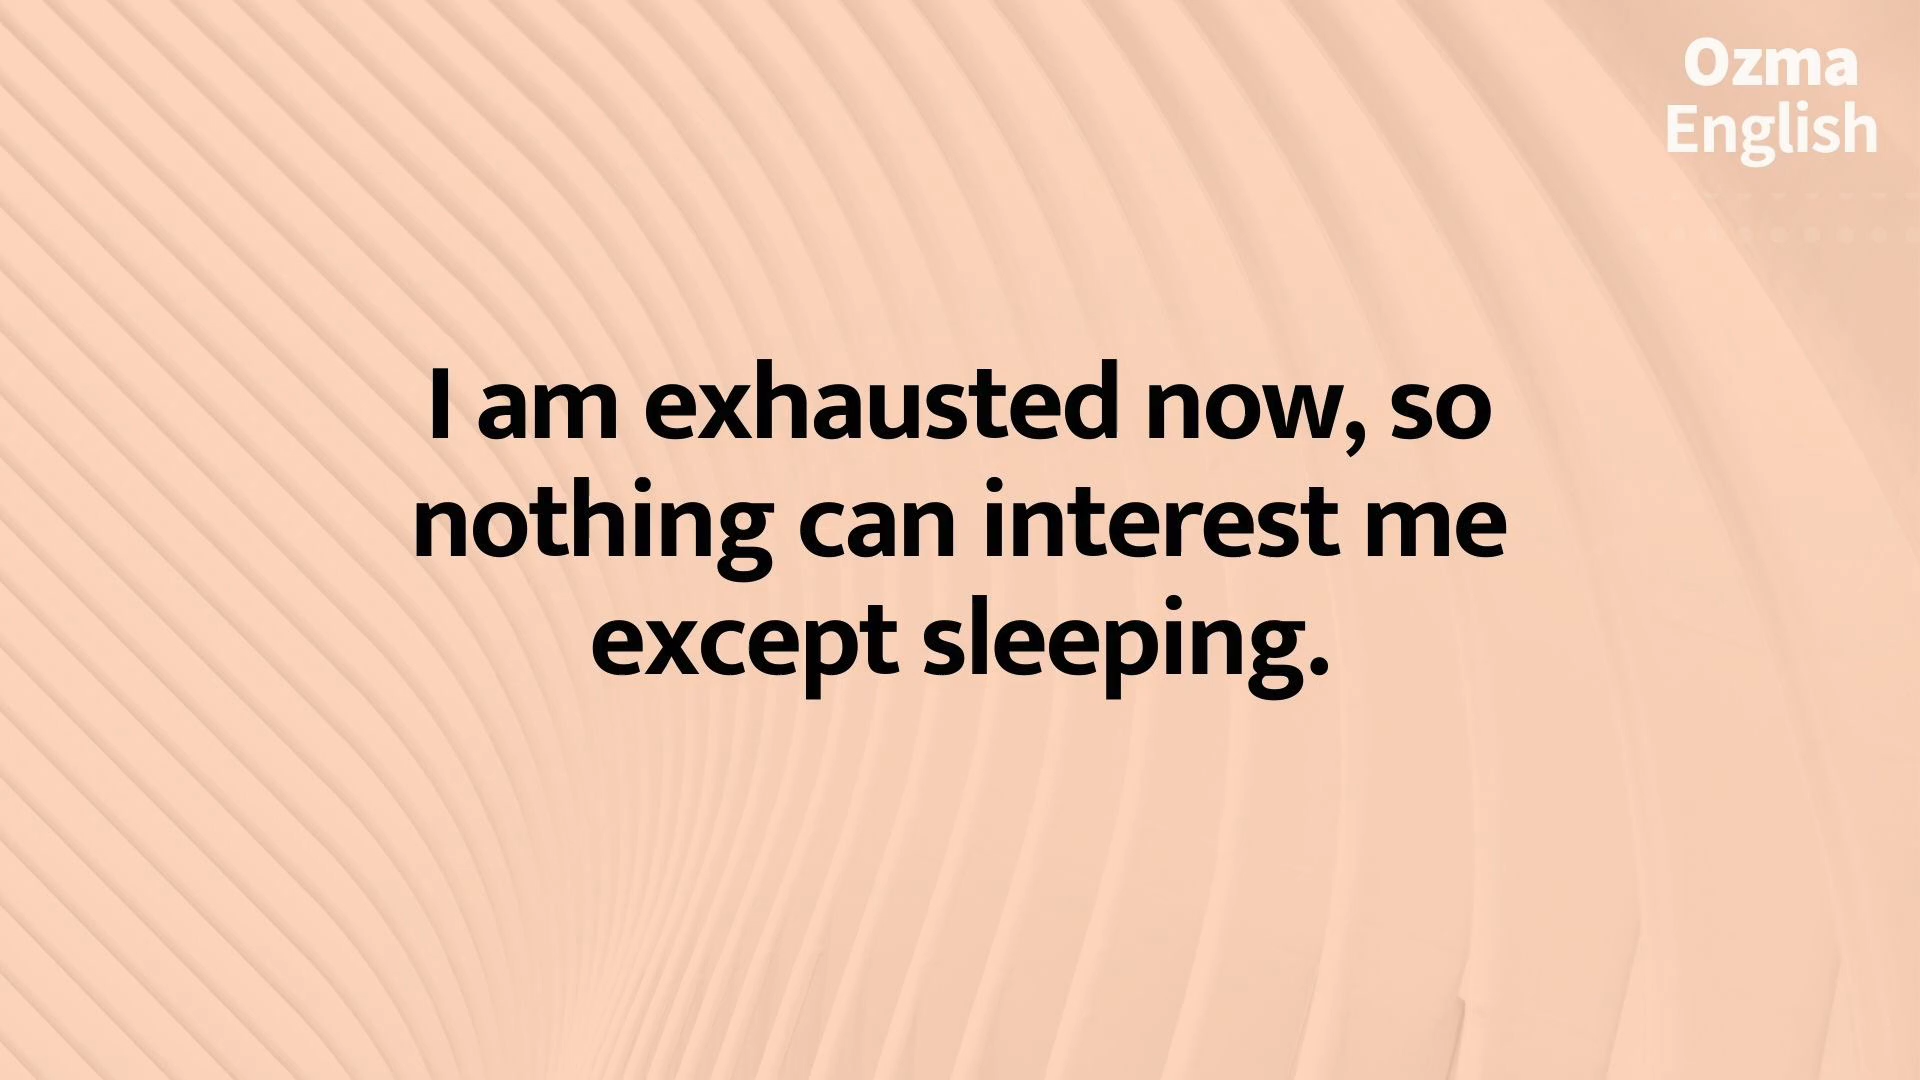 Ozma
English
I am exhausted now, so
nothing can interest me
except sleeping.